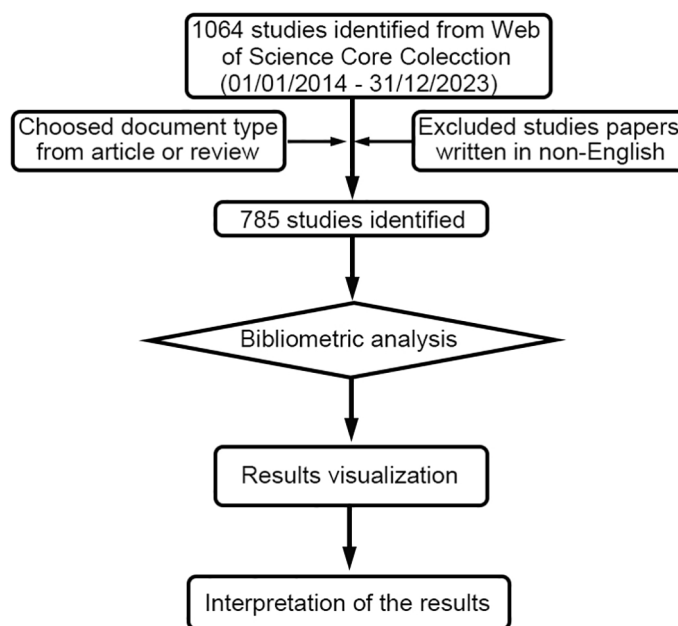 1064 studies identified from Web
of Science Core Colecction
(01/01/2014 - 31/12/2023)
Choosed document type
from article or review
Excluded studies papers
written in non-English
785 studies identified
Bibliometric analysis
Results visualization
Interpretation of the results